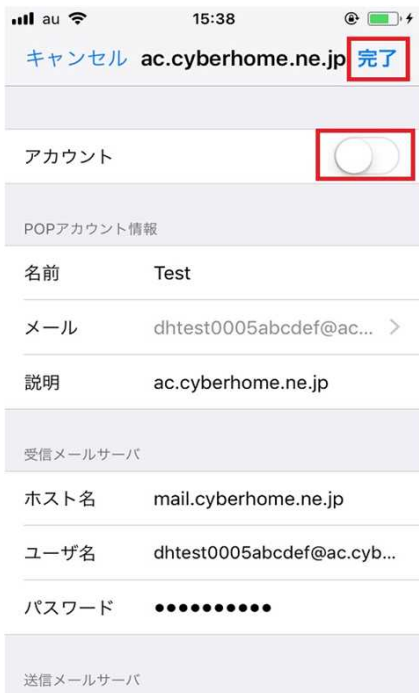 au 15:38
キャンセル ac.cyberhome.ne.jp 完了
アカウント
POPアカウント情報
名前 Test
メール dhtest0005abcdef@ac...
説明 ac.cyberhome.ne.jp
受信メールサーバ
ホスト名 mail.cyberhome.ne.jp
ユーザ名 dhtest0005abcdef@ac.cyb...
パスワード ●●●●●●●●●●
送信メールサーバ